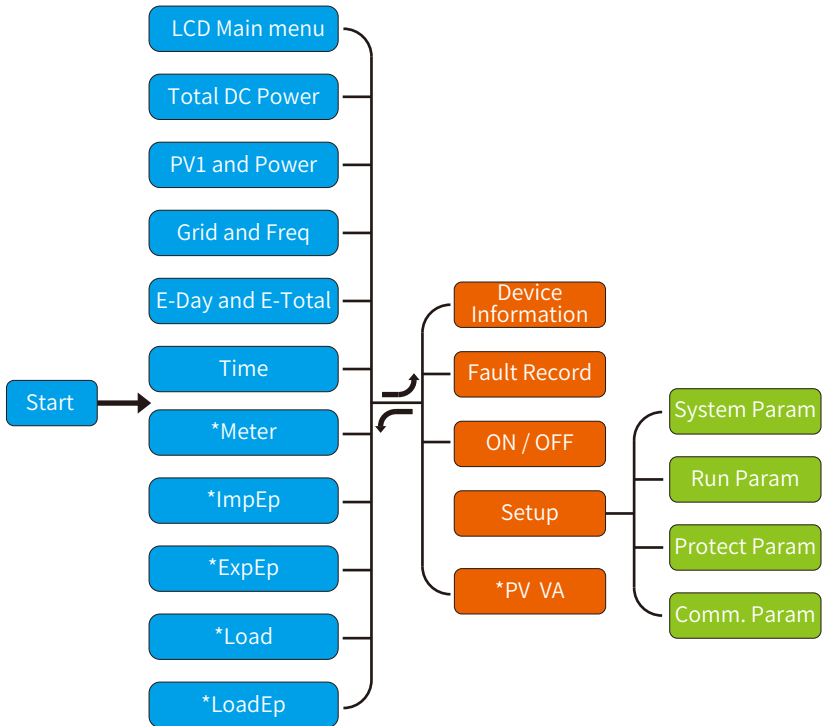 LCD Main menu
Total DC Power
PV1 and Power
Grid and Freq
E-Day and E-Total
Time
Start
*Meter
*ImpEp
*ExpEp
*Load
*LoadEp
Device
Information
Fault Record
ON / OFF
Setup
*PV VA
System Param
Run Param
Protect Param
Comm. Param